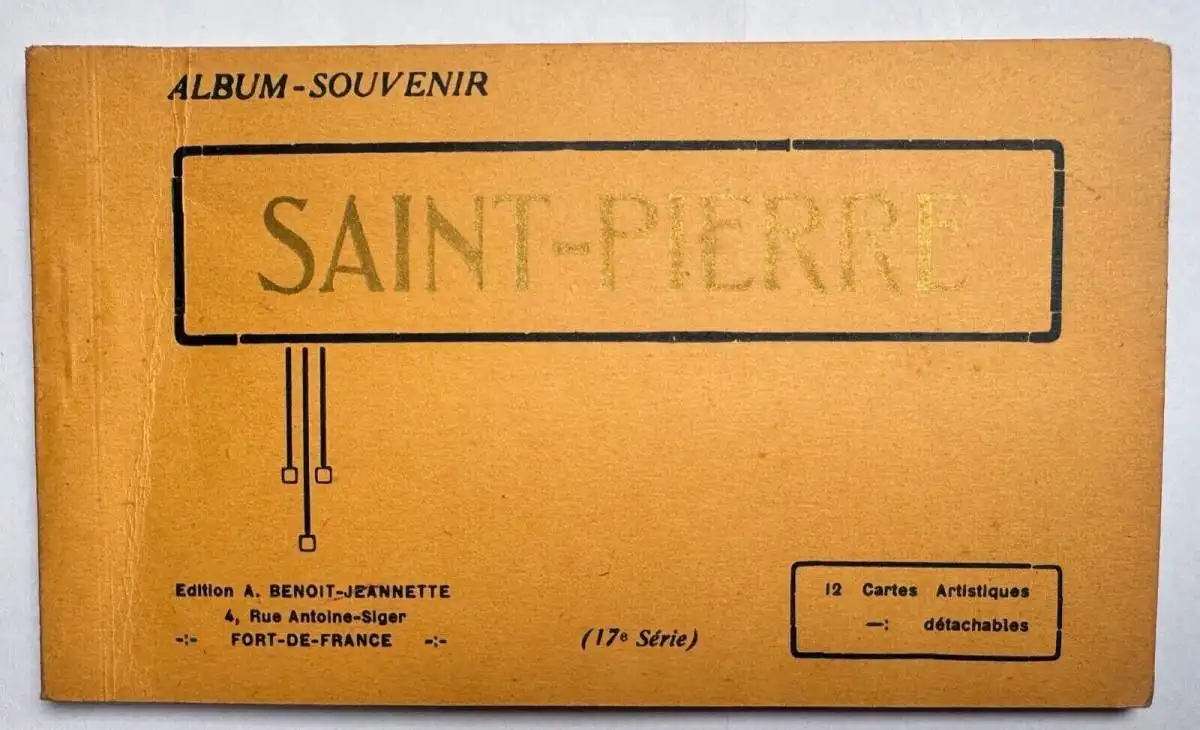 ALBUM-SOUVENIR
SAINT-PIERRE
Edition A. BENOIT-JEANNETTE
4, Rue Antoine-Siger
-:- FORT-DE-FRANCE -:-
(17e Série)
12 Cartes Artistiques
—: détachables